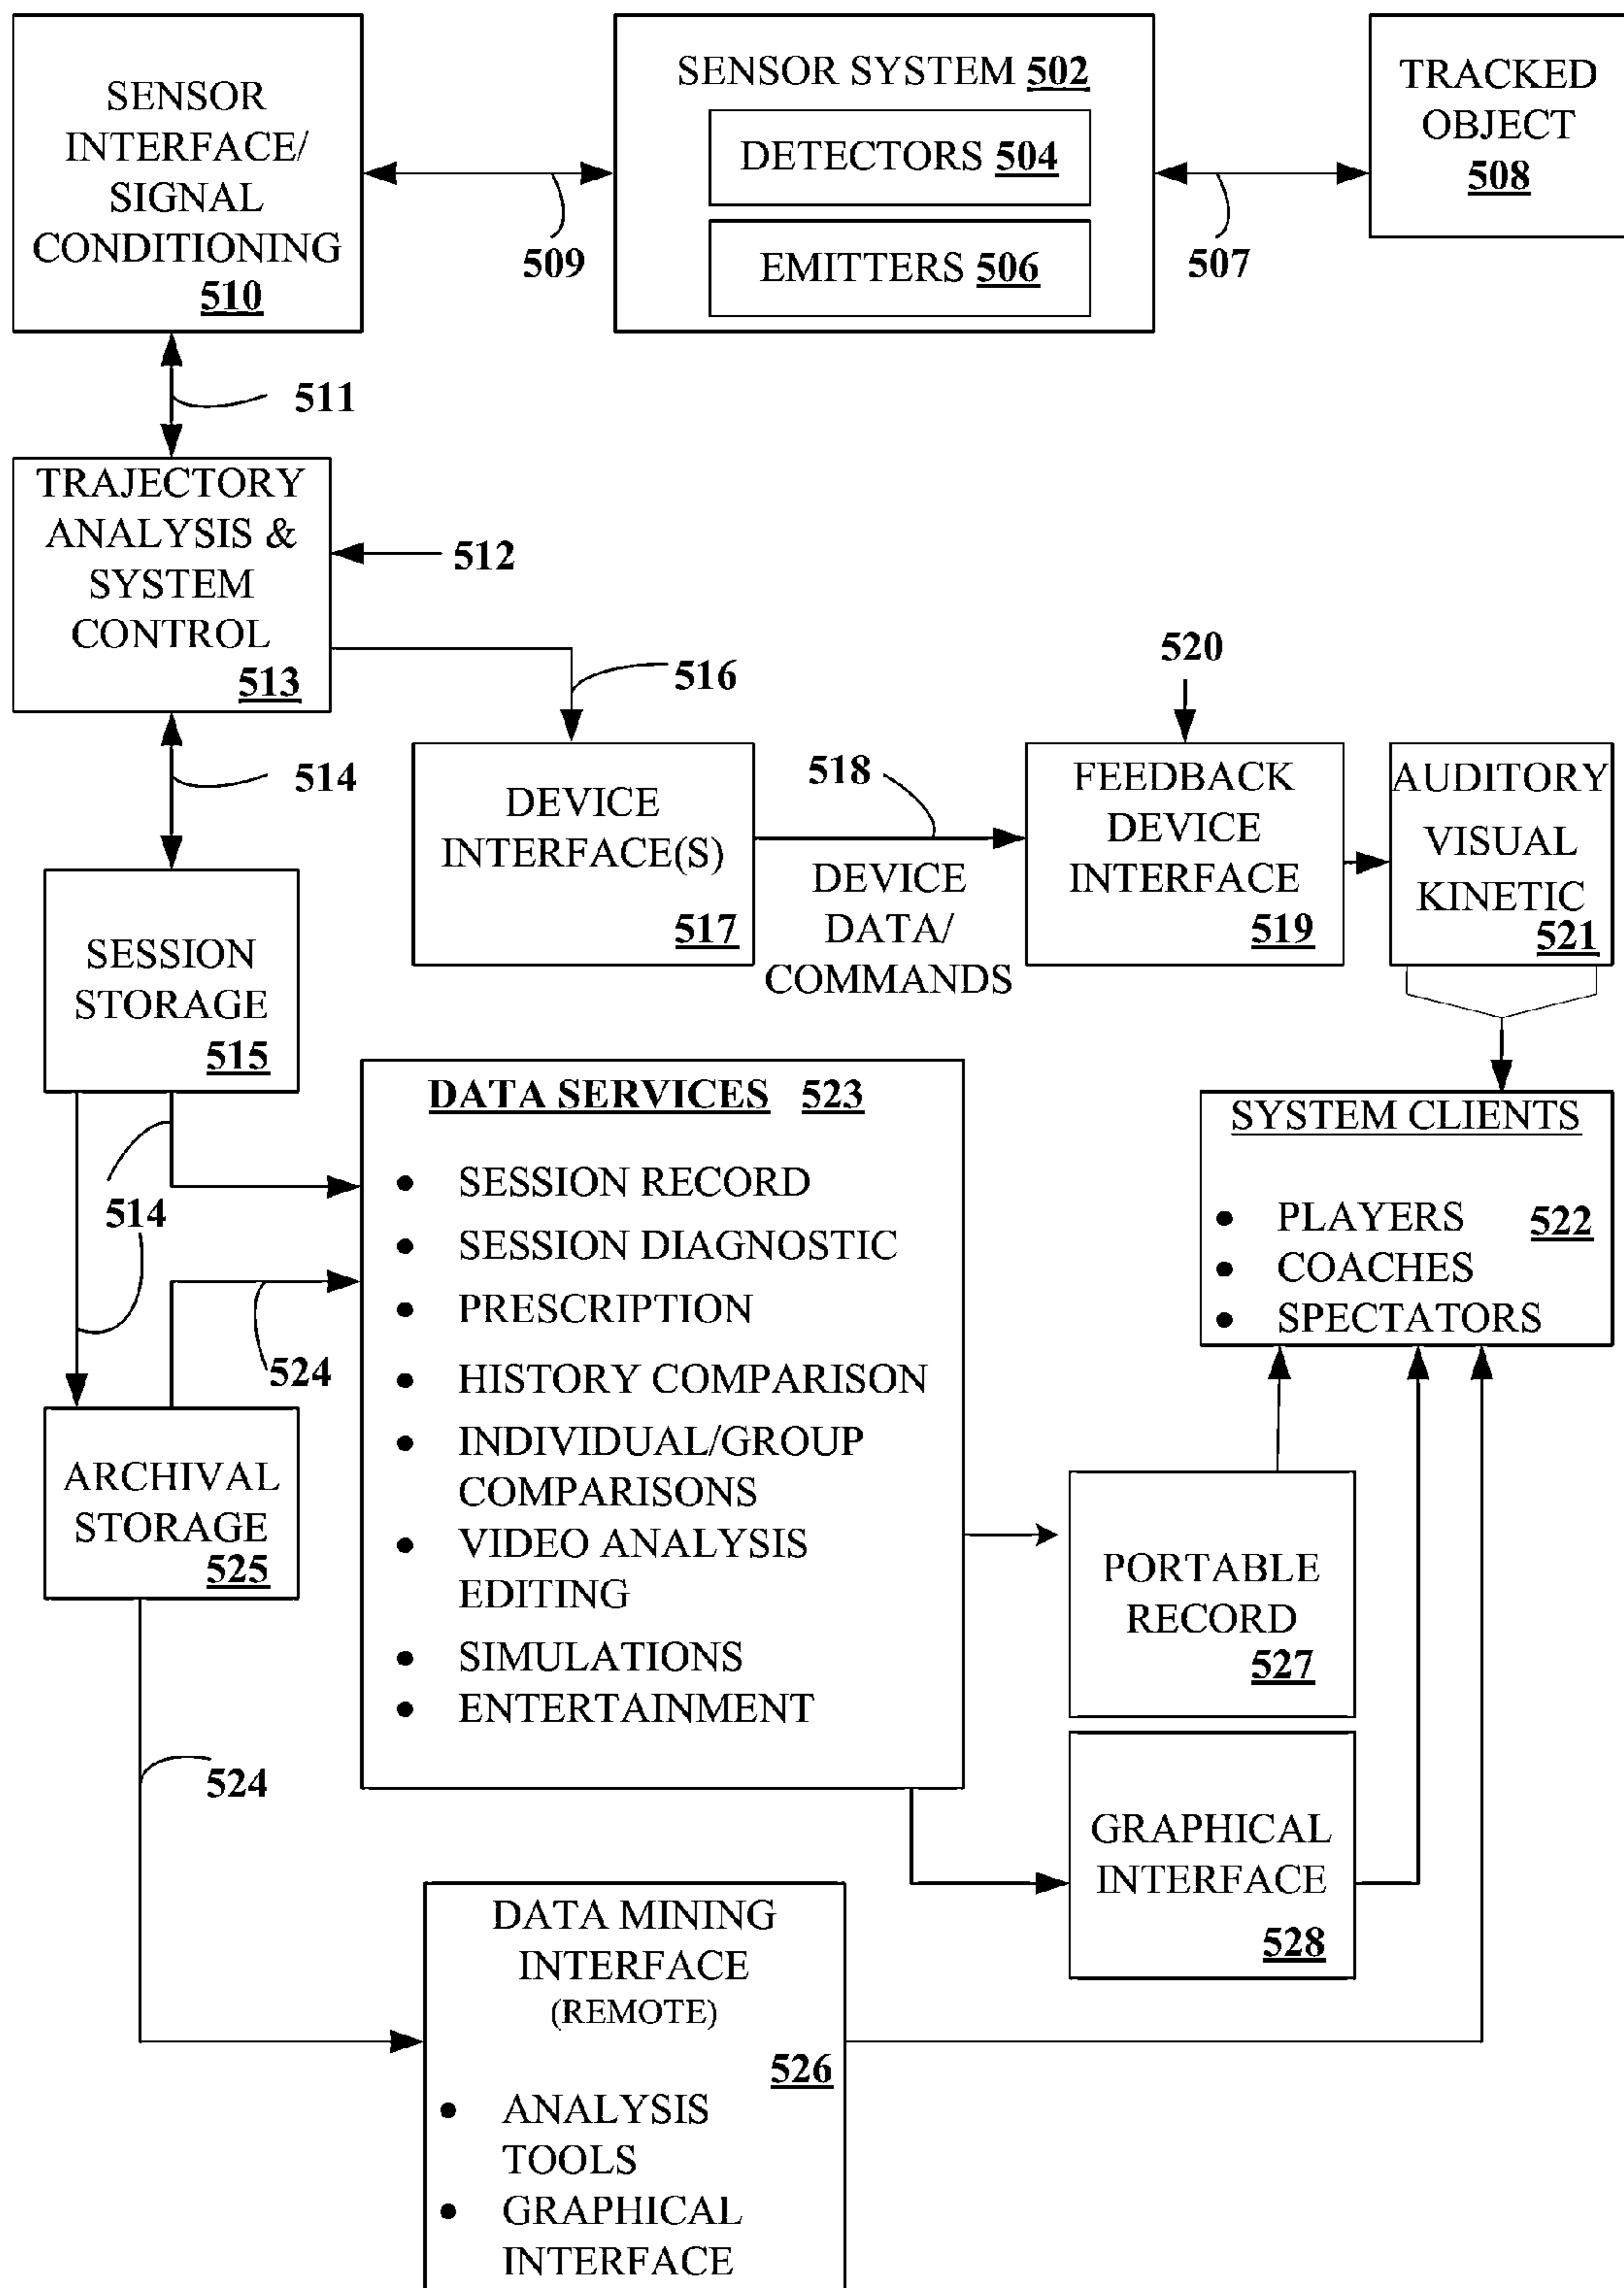 SENSOR
INTERFACE/
SIGNAL
CONDITIONING
510
509
SENSOR SYSTEM 502
DETECTORS 504
EMITTERS 506
507
TRACKED
OBJECT
508
511
TRAJECTORY
ANALYSIS &
SYSTEM
CONTROL
513
512
516
514
DEVICE
INTERFACE(S)
517
518
DEVICE
DATA/
COMMANDS
520
FEEDBACK
DEVICE
INTERFACE
519
AUDITORY
VISUAL
KINETIC
521
SESSION
STORAGE
515
514
524
DATA SERVICES 523
• SESSION RECORD
• SESSION DIAGNOSTIC
• PRESCRIPTION
• HISTORY COMPARISON
• INDIVIDUAL/GROUP
COMPARISONS
• VIDEO ANALYSIS
EDITING
• SIMULATIONS
• ENTERTAINMENT
SYSTEM CLIENTS
• PLAYERS 522
• COACHES
• SPECTATORS
ARCHIVAL
STORAGE
525
524
PORTABLE
RECORD
527
GRAPHICAL
INTERFACE
528
DATA MINING
INTERFACE
(REMOTE)
526
• ANALYSIS
TOOLS
• GRAPHICAL
INTERFACE